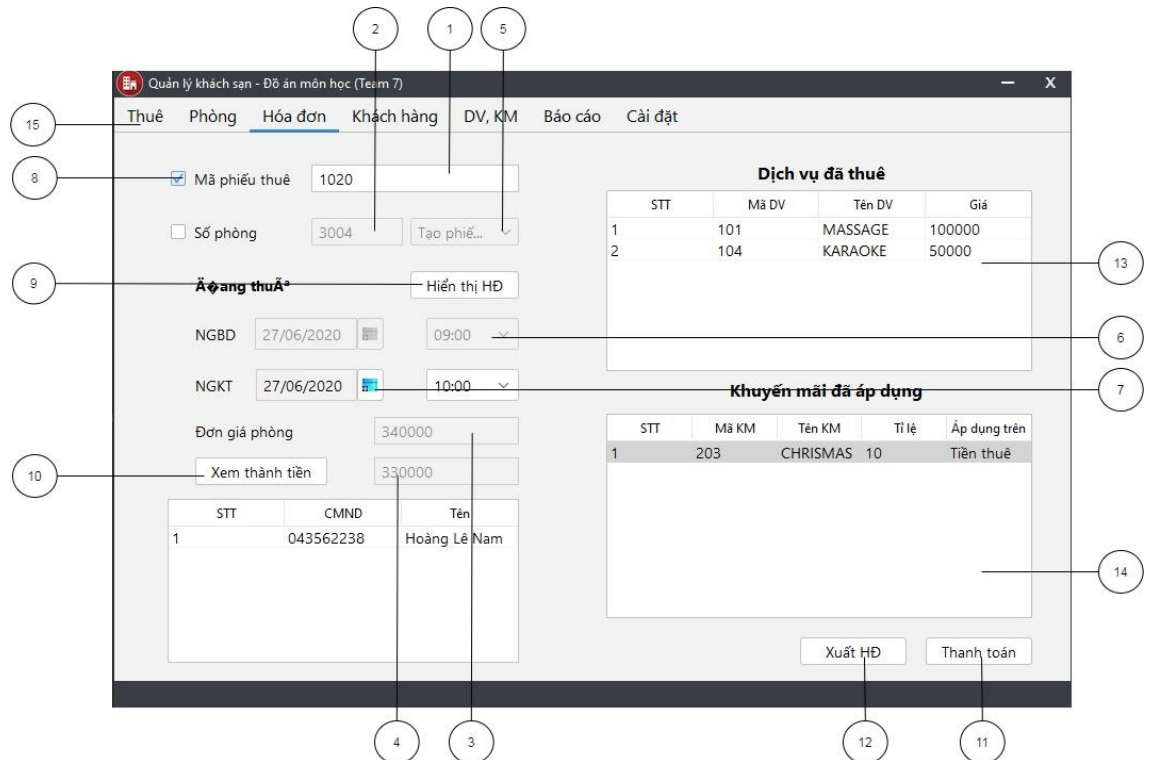 2 1 5
Quản lý khách sạn - Đồ án môn học (Team 7) X
15 Thuê Phòng Hóa đơn Khách hàng DV, KM Báo cáo Cài đặt
8 Mã phiếu thuê 1020 Dịch vụ đã thuê
STT Mã DV Tên DV Giá
Số phòng 3004 Tạo phiế... 1 101 MASSAGE 100000
2 104 KARAOKE 50000
13
9 Ä�ang thuÃª Hiển thị HĐ
NGBD 27/06/2020 09:00 6
NGKT 27/06/2020 10:00 Khuyến mãi đã áp dụng 7
Đơn giá phòng 340000 STT Mã KM Tên KM Tỉ lệ Áp dụng trên
1 203 CHRISMAS 10 Tiền thuê
10 Xem thành tiền 330000
STT CMND Tên
1 043562238 Hoàng Lê Nam
14
Xuất HĐ Thanh toán
4 3 12 11